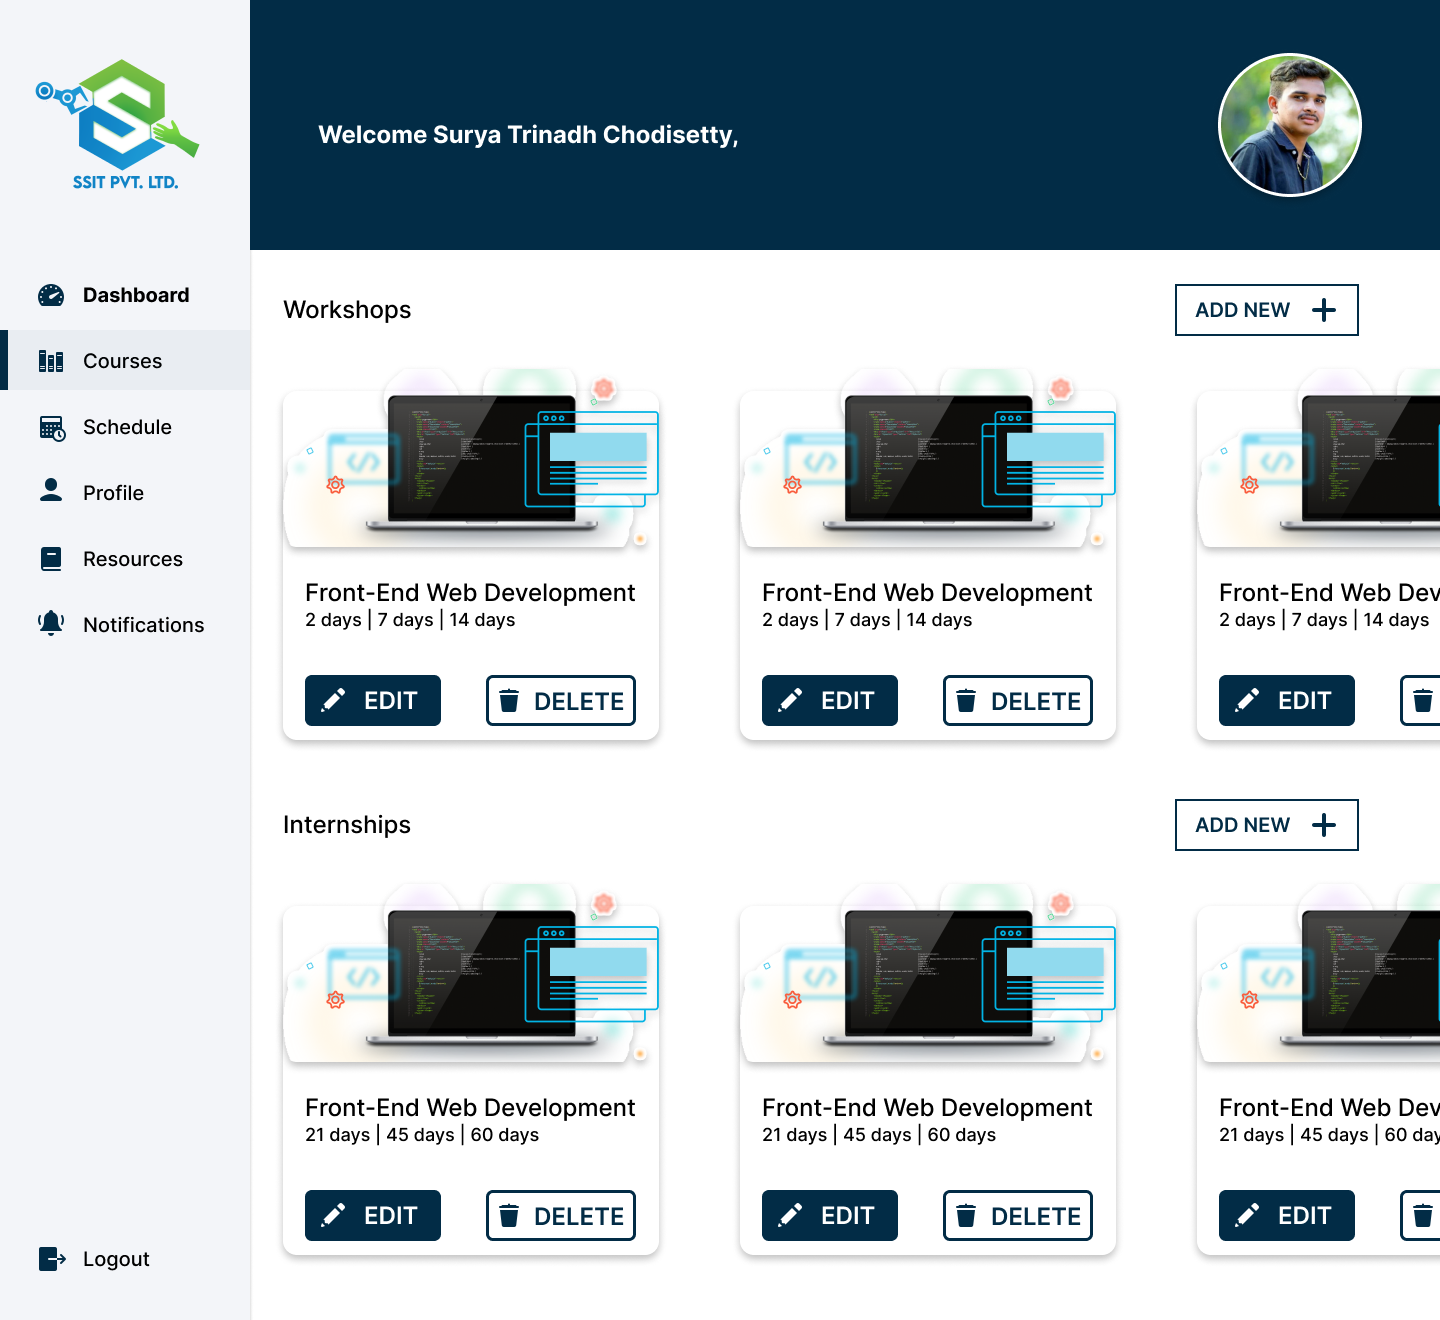 SSIT PVT. LTD.
Welcome Surya Trinadh Chodisetty,
Dashboard
Courses
Schedule
Profile
Resources
Notifications
Logout
Workshops
ADD NEW
Front-End Web Development
2 days | 7 days | 14 days
EDIT
DELETE
Front-End Web Development
2 days | 7 days | 14 days
EDIT
DELETE
Front-End Web Dev
2 days | 7 days | 14 days
EDIT
Internships
ADD NEW
Front-End Web Development
21 days | 45 days | 60 days
EDIT
DELETE
Front-End Web Development
21 days | 45 days | 60 days
EDIT
DELETE
Front-End Web Dev
21 days | 45 days | 60 day
EDIT